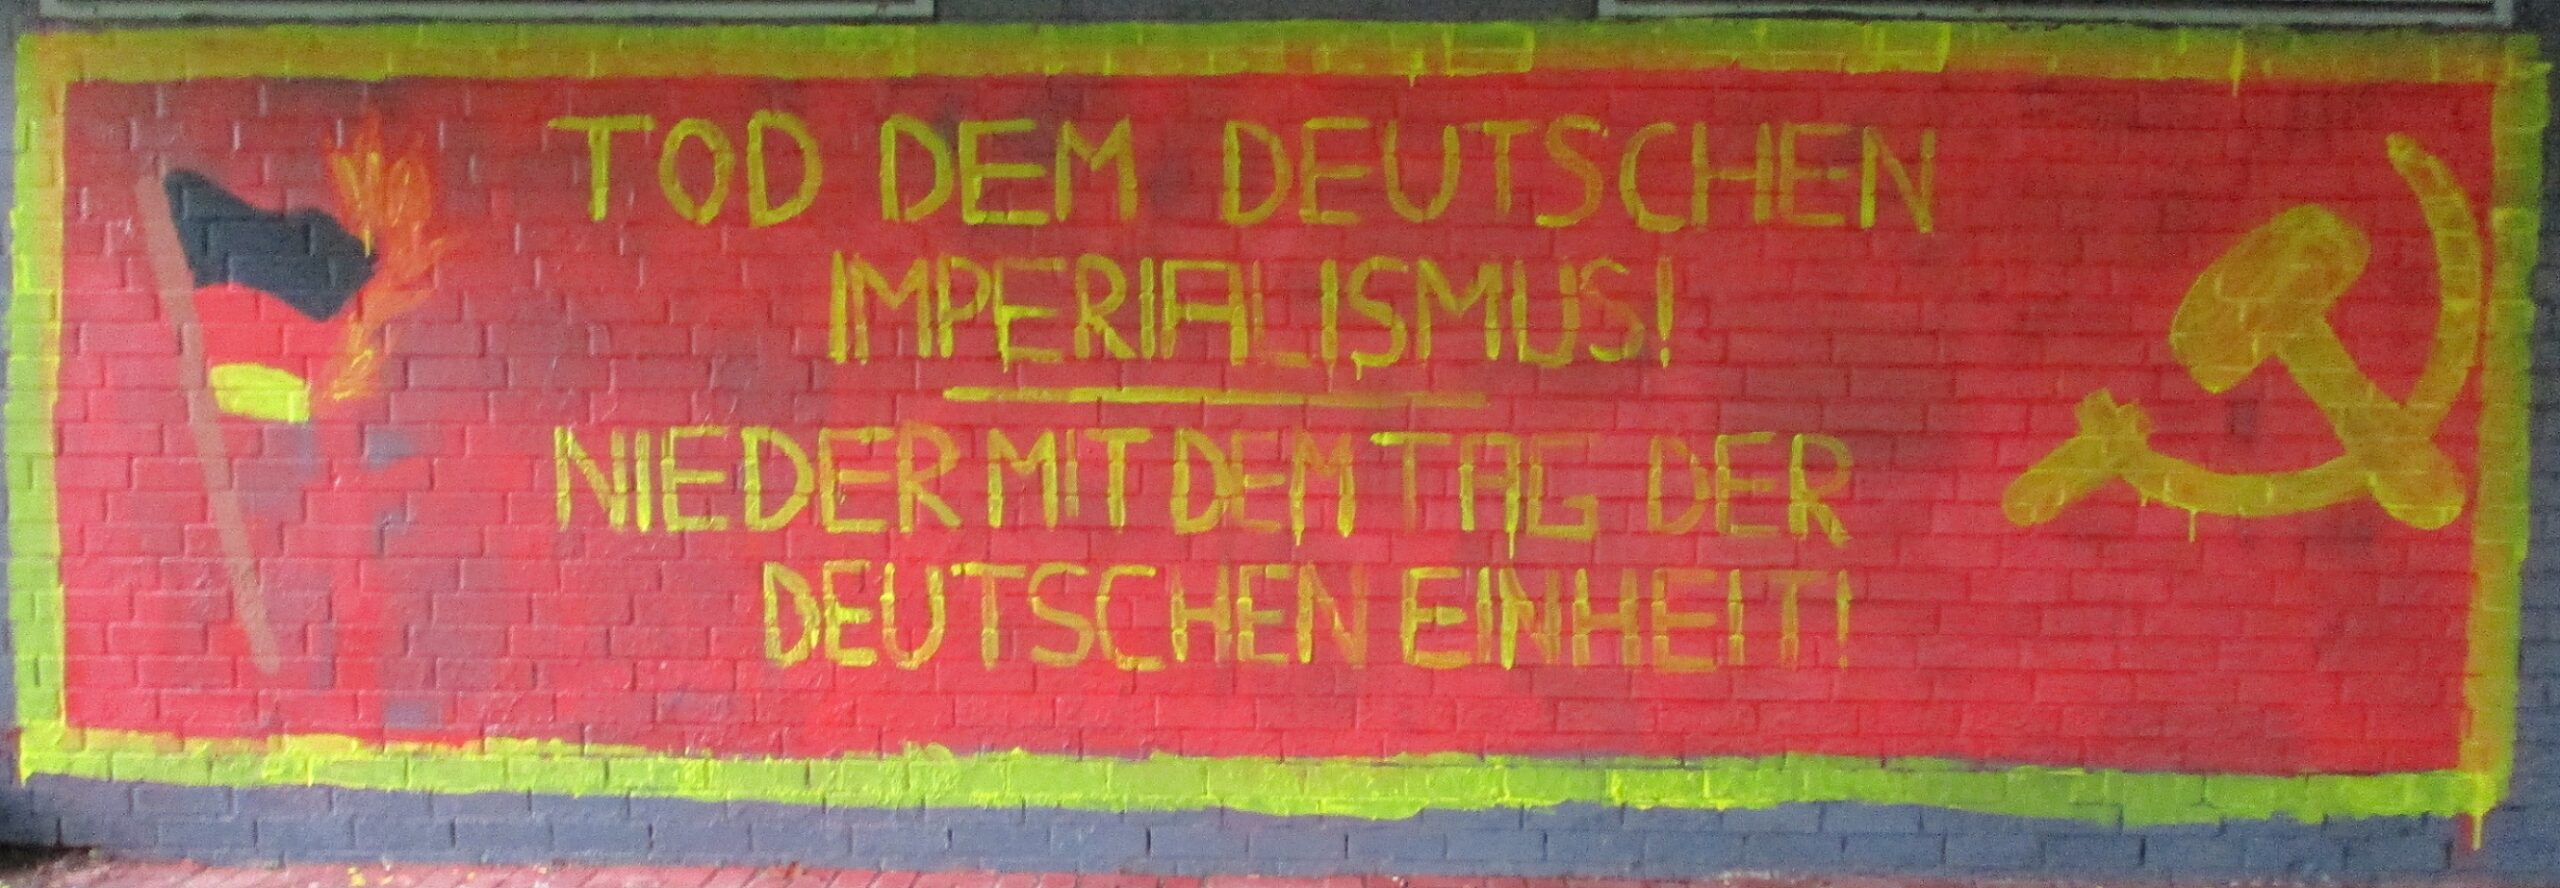 TOD DEM DEUTSCHEN
IMPERIALISMUS!
NIEDER MIT DEM TAG DER
DEUTSCHEN EINHEIT!